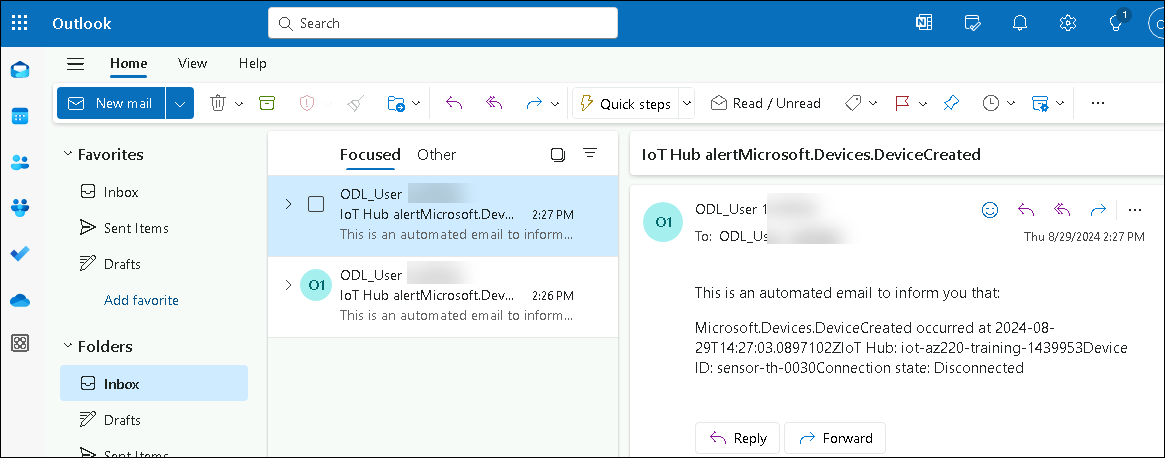 Outlook
Search
1
Home View Help
New mail
Quick steps
Read / Unread
Favorites
Inbox
Sent Items
Drafts
Add favorite
Folders
Inbox
Drafts
Sent Items
Focused Other
ODL_User
IoT Hub alertMicrosoft.Dev... 2:27 PM
This is an automated email to inform...
O1
ODL_User
IoT Hub alertMicrosoft.Dev... 2:26 PM
This is an automated email to inform...
IoT Hub alertMicrosoft.Devices.DeviceCreated
O1
ODL_User 1
To: ODL_Us
Thu 8/29/2024 2:27 PM
This is an automated email to inform you that:
Microsoft.Devices.DeviceCreated occurred at 2024-08-
29T14:27:03.0897102ZIoT Hub: iot-az220-training-1439953Device
ID: sensor-th-0030Connection state: Disconnected
Reply
Forward